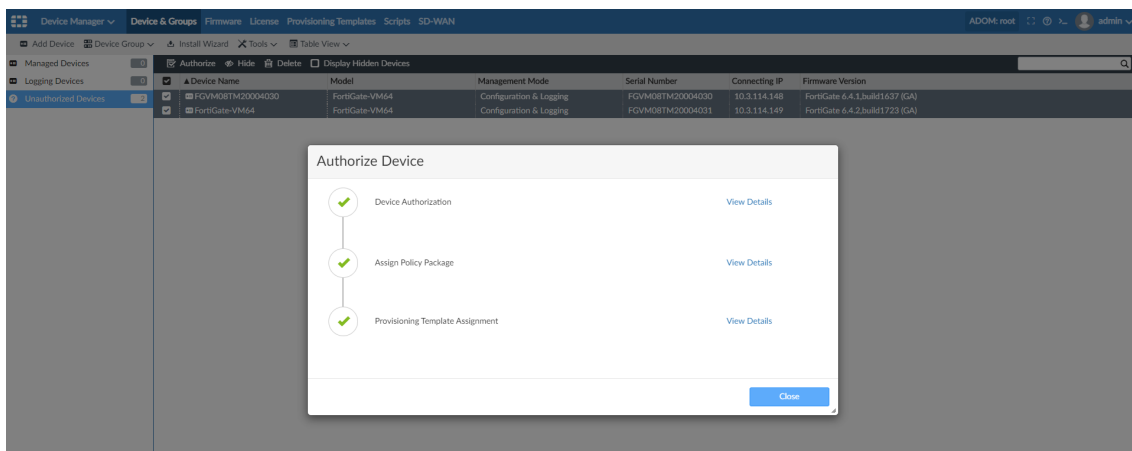 Device Manager Device & Groups Firmware License Provisioning Templates Scripts SD-WAN ADOM: root admin
Add Device Device Group Install Wizard Tools Table View
Managed Devices 0 Authorize Hide Delete Display Hidden Devices
Logging Devices 0 Device Name Model Management Mode Serial Number Connecting IP Firmware Version
Unauthorized Devices 2 FGVM08TM20004030 FortiGate-VM64 Configuration & Logging FGVM08TM20004030 10.3.114.148 FortiGate 6.4.1,build1637 (GA)
FortiGate-VM64 FortiGate-VM64 Configuration & Logging FGVM08TM20004031 10.3.114.149 FortiGate 6.4.2,build1723 (GA)
Authorize Device
Device Authorization View Details
Assign Policy Package View Details
Provisioning Template Assignment View Details
Close